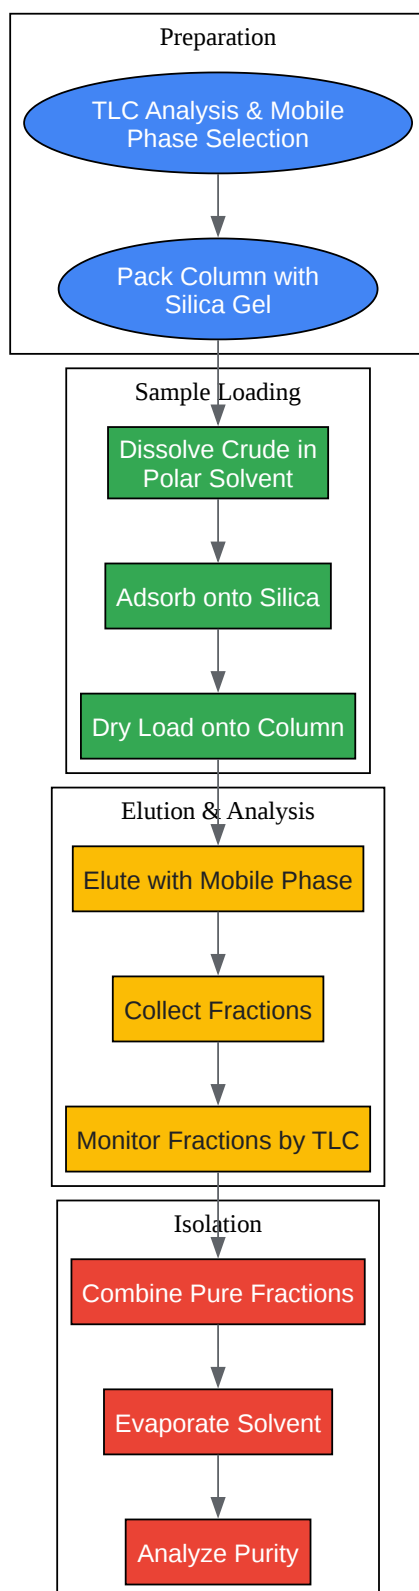 Preparation
TLC Analysis & Mobile
Phase Selection
Pack Column with
Silica Gel
Sample Loading
Dissolve Crude in
Polar Solvent
Adsorb onto Silica
Dry Load onto Column
Elution & Analysis
Elute with Mobile Phase
Collect Fractions
Monitor Fractions by TLC
Isolation
Combine Pure Fractions
Evaporate Solvent
Analyze Purity